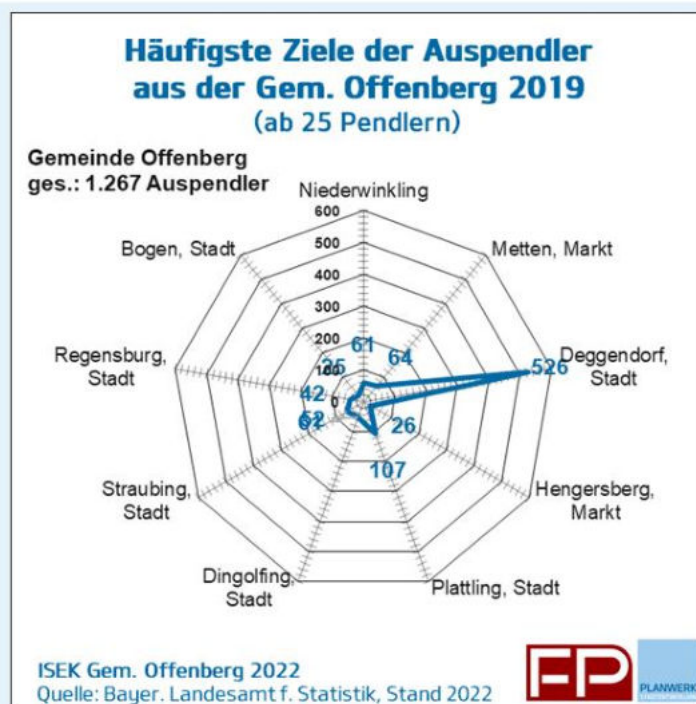 Häufigste Ziele der Auspendler
aus der Gem. Offenberg 2019
(ab 25 Pendlern)
Gemeinde Offenberg
ges.: 1.267 Auspendler
Niederwinkling
600
500
400
300
200
100
0
Bogen, Stadt
Metten, Markt
Regensburg,
Stadt
Deggendorf,
Stadt
Straubing,
Stadt
Hengersberg,
Markt
Dingolfing,
Stadt
Plattling, Stadt
61
64
526
26
107
42
ISEK Gem. Offenberg 2022
Quelle: Bayer. Landesamt f. Statistik, Stand 2022
FP
PLANWERK